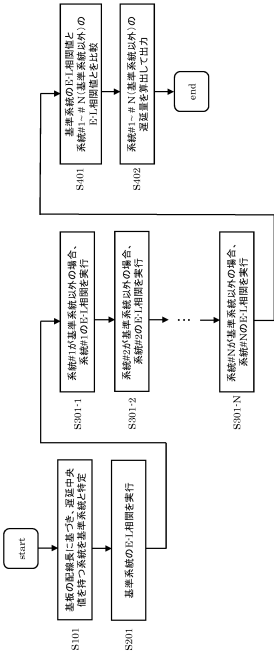 start
S101
基板の配線長に基づき、遅延中央
値を持つ系統を基準系統と特定
S201
基準系統のE-L相関を実行
S301-1
系統#1が基準系統以外の場合、
系統#1のE-L相関を実行
S301-2
系統#2が基準系統以外の場合、
系統#2のE-L相関を実行
…
S301-N
系統#Nが基準系統以外の場合、
系統#NのE-L相関を実行
S401
基準系統のE-L相関値と
系統#1~#N(基準系統以外)の
E-L相関値とを比較
S402
系統#1~#N(基準系統以外)の
遅延量を算出して出力
end